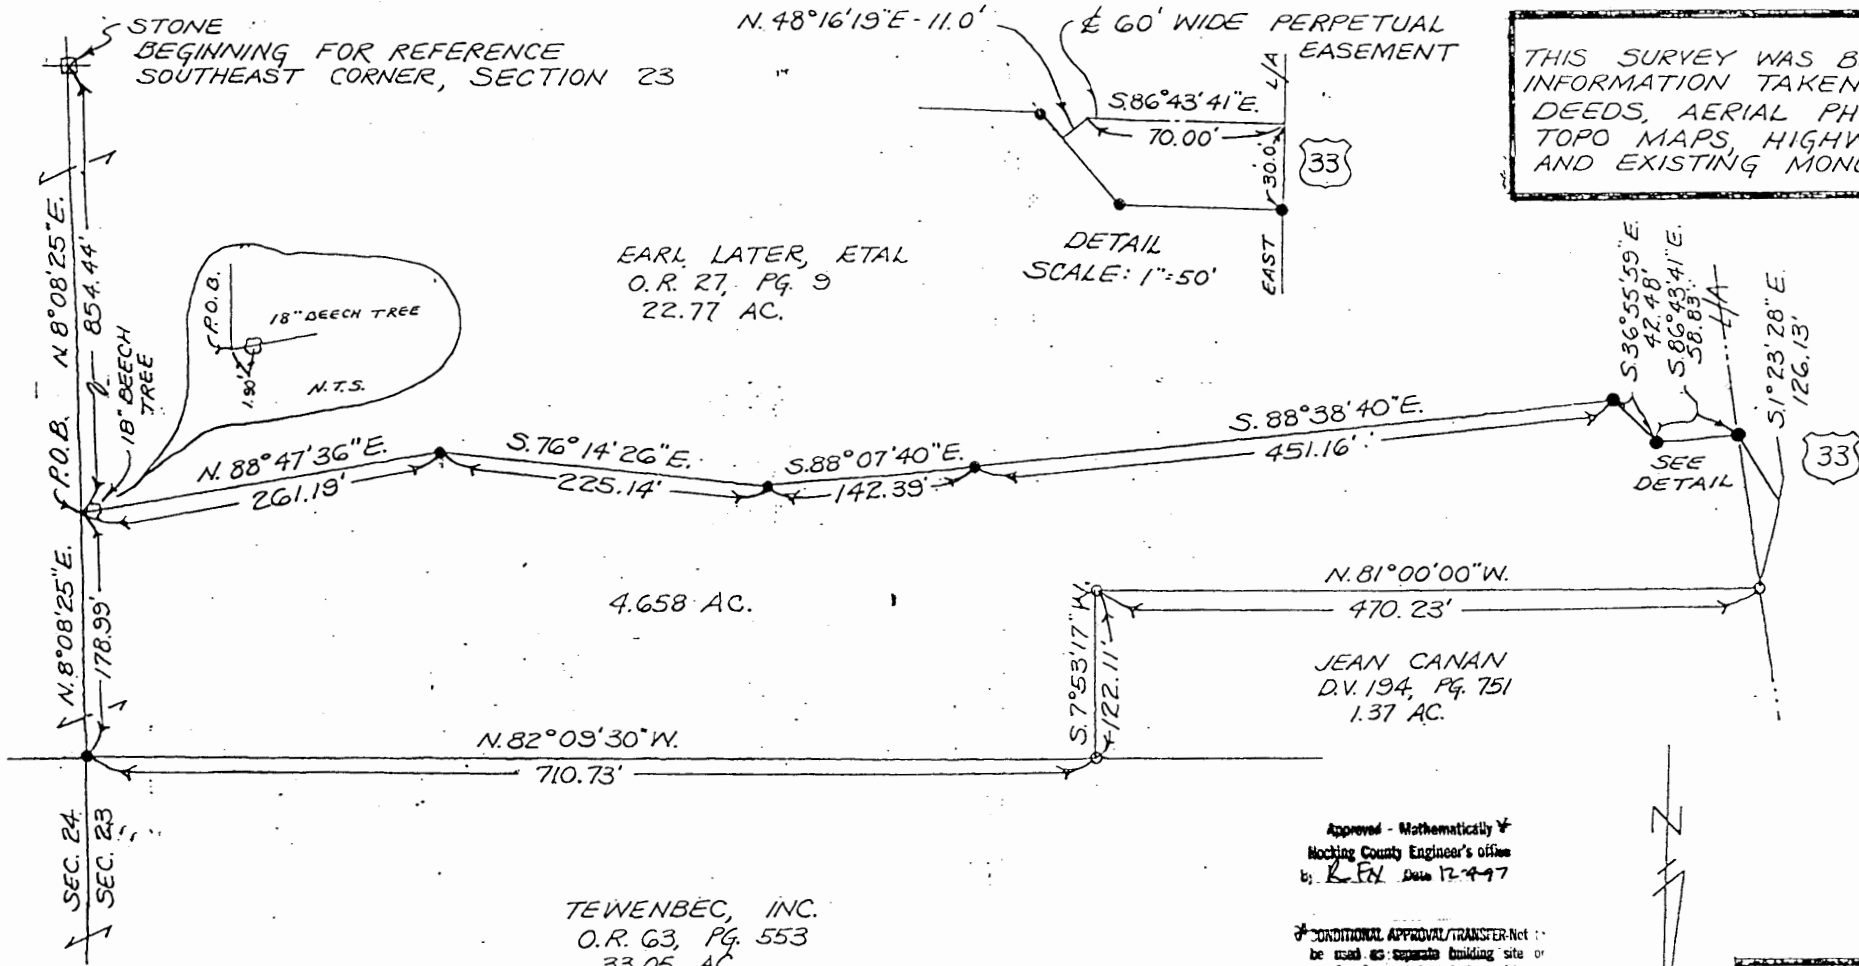 STONE
BEGINNING FOR REFERENCE
SOUTHEAST CORNER, SECTION 23
N. 48°16'19"E - 11.0'
℄ 60' WIDE PERPETUAL
EASEMENT
L/A
S.86°43'41"E.
70.00'
30.0'
33
EAST
DETAIL
SCALE: 1"=50'
THIS SURVEY WAS B
INFORMATION TAKEN
DEEDS, AERIAL PH
TOPO MAPS, HIGHW
AND EXISTING MONU
N.8°08'25"E.
854.44'
P.O.B.
18" BEECH
TREE
P.O.B.
18" BEECH TREE
1.90'
N.T.S.
EARL LATER, ETAL
O.R. 27, PG. 9
22.77 AC.
N. 88°47'36"E.
261.19'
S.76°14'26"E.
225.14'
S.88°07'40"E.
142.39'
S. 88°38'40"E.
451.16'
S.36°55'59"E.
42.48'
S.86°43'41"E.
58.83'
L/A
S.1°23'28"E.
126.13'
33
SEE
DETAIL
N.8°08'25"E.
178.99'
4.658 AC.
N.81°00'00"W.
470.23'
S.7°53'17"W.
122.11'
JEAN CANAN
D.V. 194, PG. 751
1.37 AC.
N.82°09'30"W.
710.73'
SEC. 24
SEC. 23
TEWENBEC, INC.
O.R. 63, PG. 553
33.05 AC.
Approved - Mathematically
Hocking County Engineer's office
Date 12-4-97
CONDITIONAL APPROVAL/TRANSFER-Not
be used as separate building site or